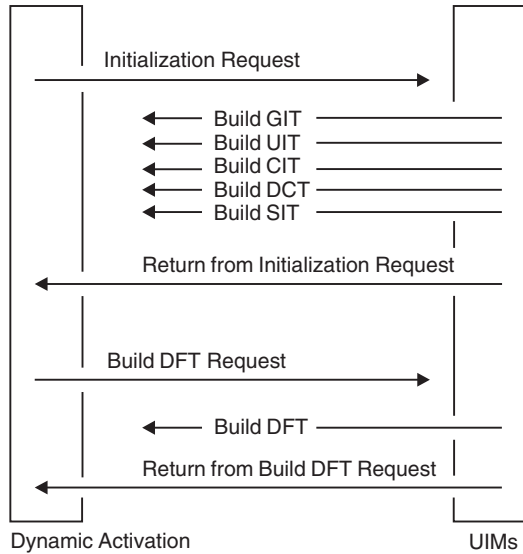 Initialization Request
Build GIT
Build UIT
Build CIT
Build DCT
Build SIT
Return from Initialization Request
Build DFT Request
Build DFT
Return from Build DFT Request
Dynamic Activation
UIMs